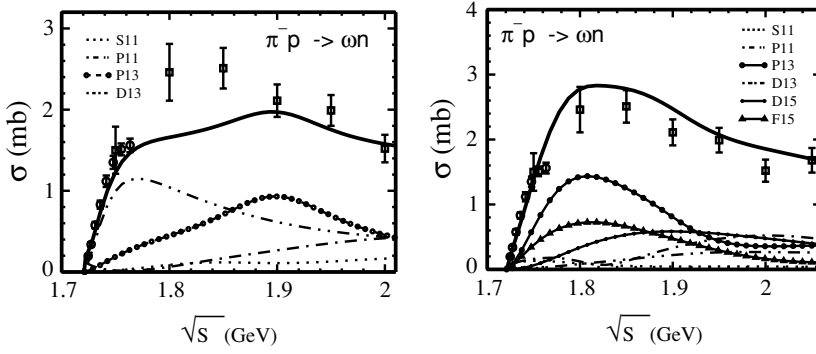 π⁻p -> ωn
S11
P11
P13
D13
σ (mb)
3
2
1
0
1.7
1.8
1.9
2
√s (GeV)
π⁻p -> ωn
S11
P11
P13
D13
D15
F15
σ (mb)
4
3
2
1
0
1.7
1.8
1.9
2
√s (GeV)